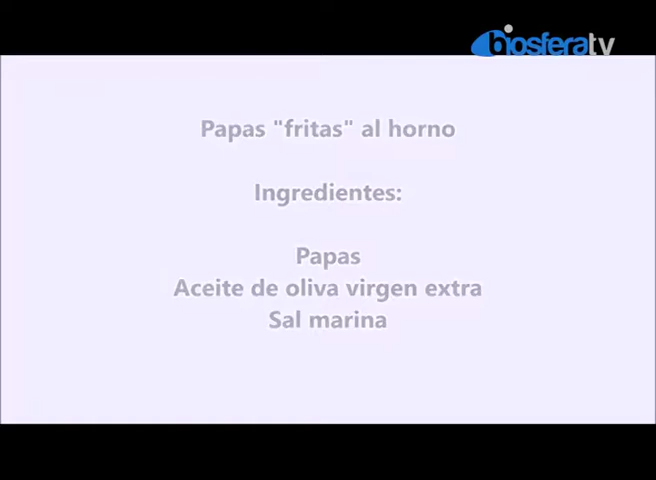 biosferatv
Papas "fritas" al horno
Ingredientes:
Papas
Aceite de oliva virgen extra
Sal marina